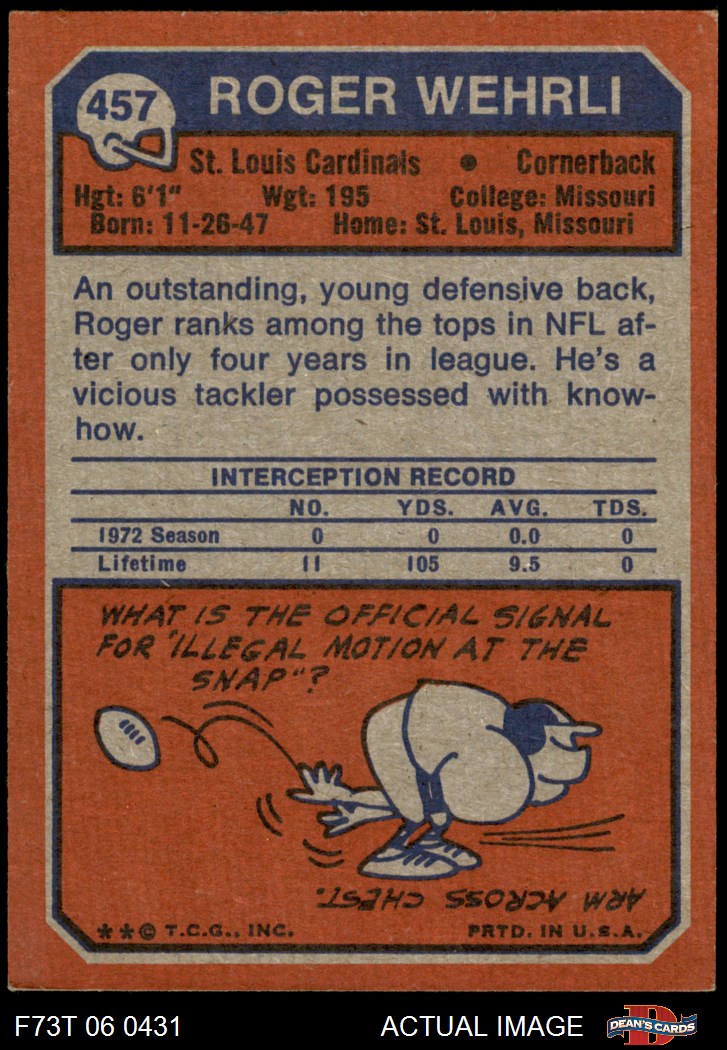 457
ROGER WEHRLI
St. Louis Cardinals • Cornerback
Hgt: 6'1" Wgt: 195 College: Missouri
Born: 11-26-47 Home: St. Louis, Missouri
An outstanding, young defensive back,
Roger ranks among the tops in NFL af-
ter only four years in league. He's a
vicious tackler possessed with know-
how.
INTERCEPTION RECORD
NO. YDS. AVG. TDS.
1972 Season 0 0 0.0 0
Lifetime 11 105 9.5 0
WHAT IS THE OFFICIAL SIGNAL
FOR "ILLEGAL MOTION AT THE
SNAP"?
ARM ACROSS CHEST.
**© T.C.G., INC. PRTD. IN U.S.A.
F73T 06 0431 ACTUAL IMAGE D DEAN'S CARDS